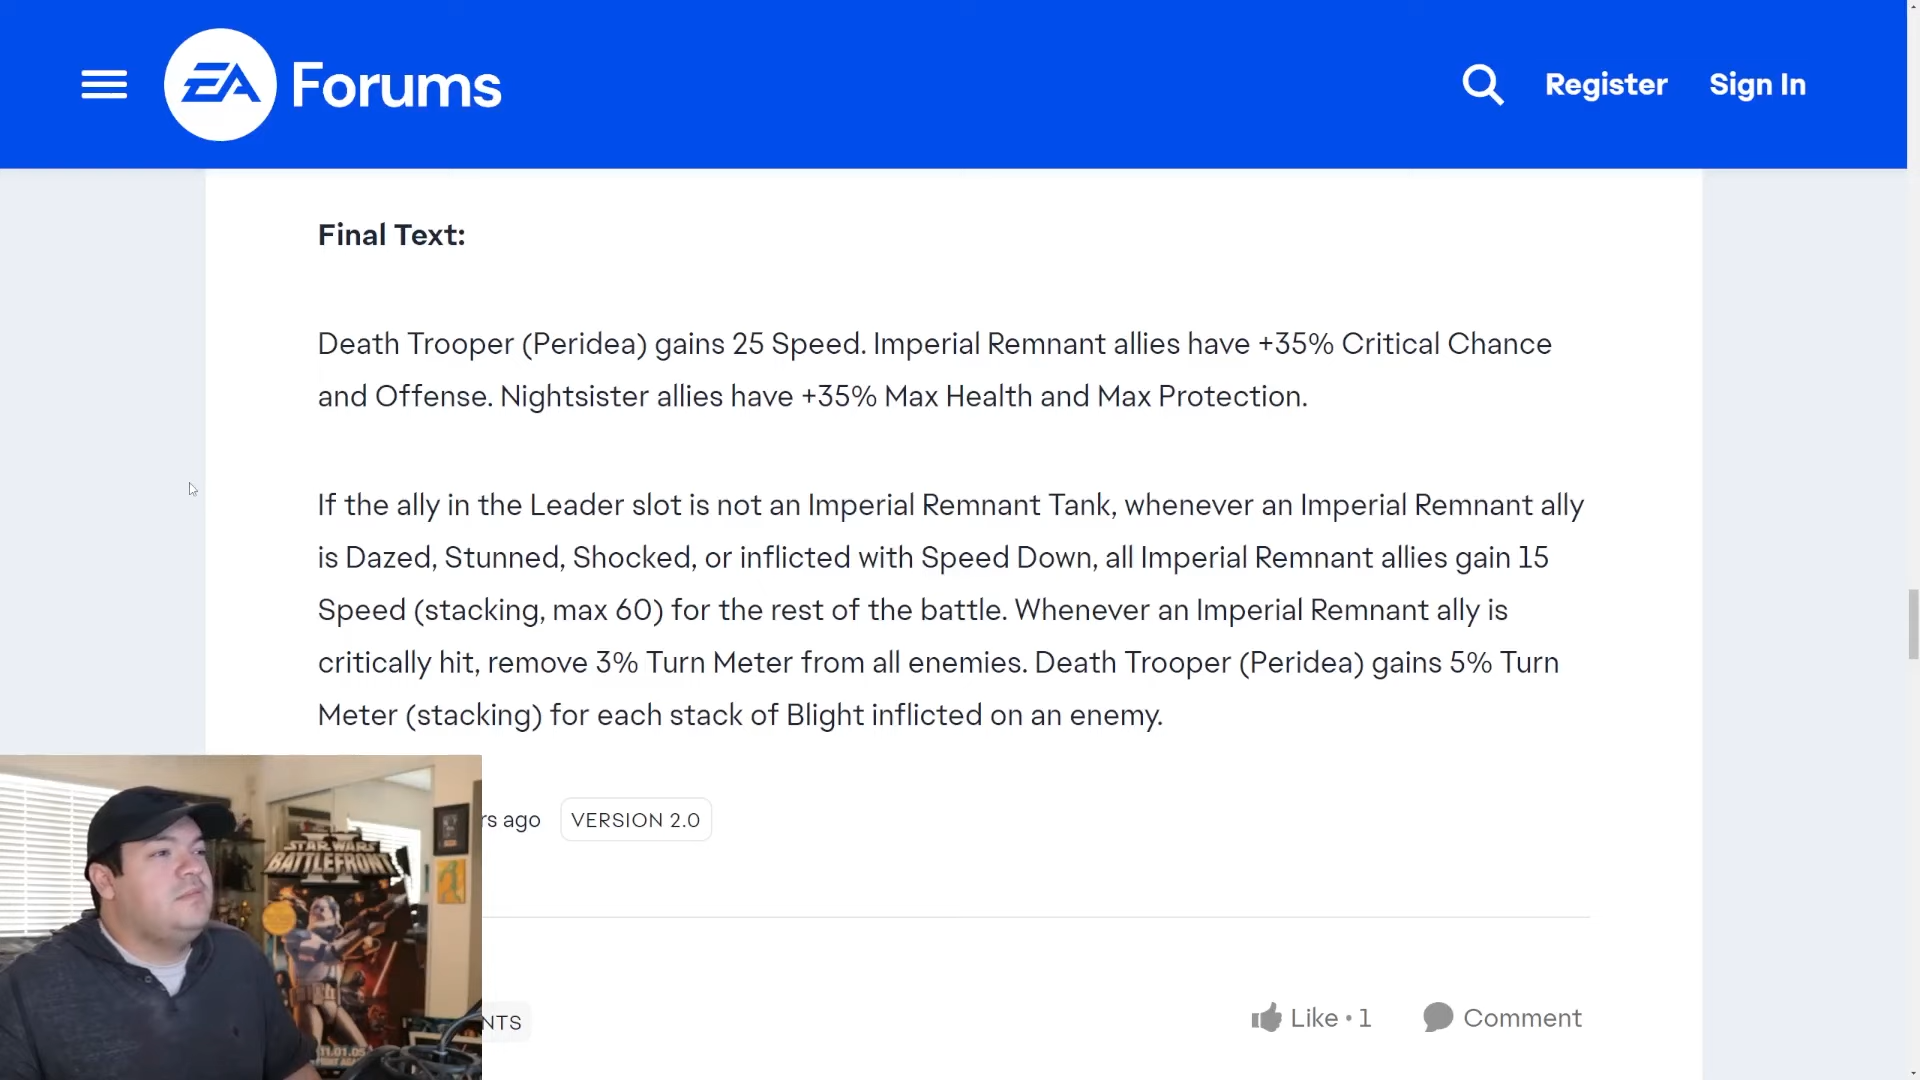 EA Forums
Register
Sign In
Final Text:
Death Trooper (Peridea) gains 25 Speed. Imperial Remnant allies have +35% Critical Chance
and Offense. Nightsister allies have +35% Max Health and Max Protection.
If the ally in the Leader slot is not an Imperial Remnant Tank, whenever an Imperial Remnant ally
is Dazed, Stunned, Shocked, or inflicted with Speed Down, all Imperial Remnant allies gain 15
Speed (stacking, max 60) for the rest of the battle. Whenever an Imperial Remnant ally is
critically hit, remove 3% Turn Meter from all enemies. Death Trooper (Peridea) gains 5% Turn
Meter (stacking) for each stack of Blight inflicted on an enemy.
rs ago
VERSION 2.0
STAR WARS
BATTLEFRONT
11.01.05
NTS
Like • 1
Comment